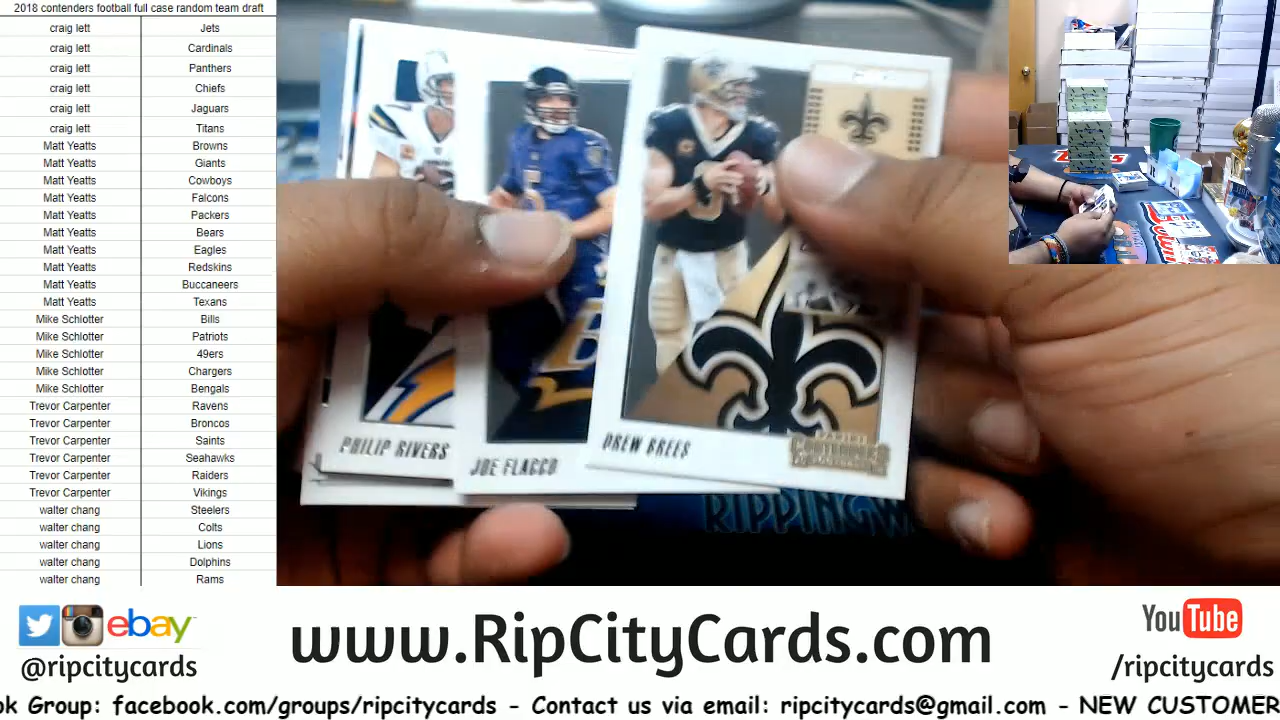 2018 contenders football full case random team draft
craig lett Jets
craig lett Cardinals
craig lett Panthers
craig lett Chiefs
craig lett Jaguars
craig lett Titans
Matt Yeatts Browns
Matt Yeatts Giants
Matt Yeatts Cowboys
Matt Yeatts Falcons
Matt Yeatts Packers
Matt Yeatts Bears
Matt Yeatts Eagles
Matt Yeatts Redskins
Matt Yeatts Buccaneers
Matt Yeatts Texans
Mike Schlotter Bills
Mike Schlotter Patriots
Mike Schlotter 49ers
Mike Schlotter Chargers
Mike Schlotter Bengals
Trevor Carpenter Ravens
Trevor Carpenter Broncos
Trevor Carpenter Saints
Trevor Carpenter Seahawks
Trevor Carpenter Raiders
Trevor Carpenter Vikings
walter chang Steelers
walter chang Colts
walter chang Lions
walter chang Dolphins
walter chang Rams
PHILIP RIVERS
JOE FLACCO
DREW BREES
PANINI
CONTENDERS
RIPPINGW
ebay
@ripcitycards
www.RipCityCards.com
YouTube
/ripcitycards
ok Group: facebook.com/groups/ripcitycards - Contact us via email: ripcitycards@gmail.com - NEW CUSTOMER